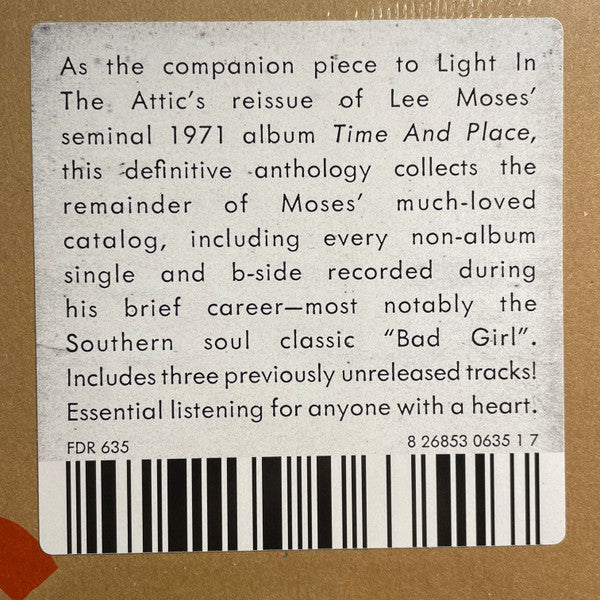 As the companion piece to Light In
The Attic's reissue of Lee Moses'
seminal 1971 album Time And Place,
this definitive anthology collects the
remainder of Moses' much-loved
catalog, including every non-album
single and b-side recorded during
his brief career—most notably the
Southern soul classic "Bad Girl".
Includes three previously unreleased tracks!
Essential listening for anyone with a heart.
FDR 635 8 26853 0635 1 7